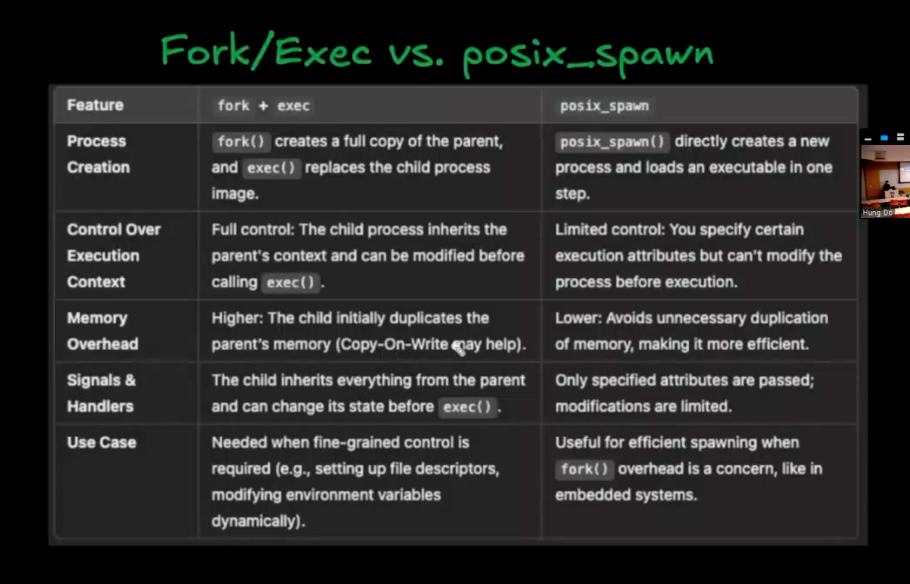 Fork/Exec vs. posix_spawn
Feature fork + exec posix_spawn
Process fork() creates a full copy of the parent, posix_spawn() directly creates a new
Creation and exec() replaces the child process process and loads an executable in one
image. step.
Control Over Full control: The child process inherits the Limited control: You specify certain
Execution parent's context and can be modified before execution attributes but can't modify the
Context calling exec(). process before execution.
Memory Higher: The child initially duplicates the Lower: Avoids unnecessary duplication
Overhead parent's memory (Copy-On-Write may help). of memory, making it more efficient.
Signals & The child inherits everything from the parent Only specified attributes are passed;
Handlers and can change its state before exec(). modifications are limited.
Use Case Needed when fine-grained control is Useful for efficient spawning when
required (e.g., setting up file descriptors, fork() overhead is a concern, like in
modifying environment variables embedded systems.
dynamically).
Hung Do